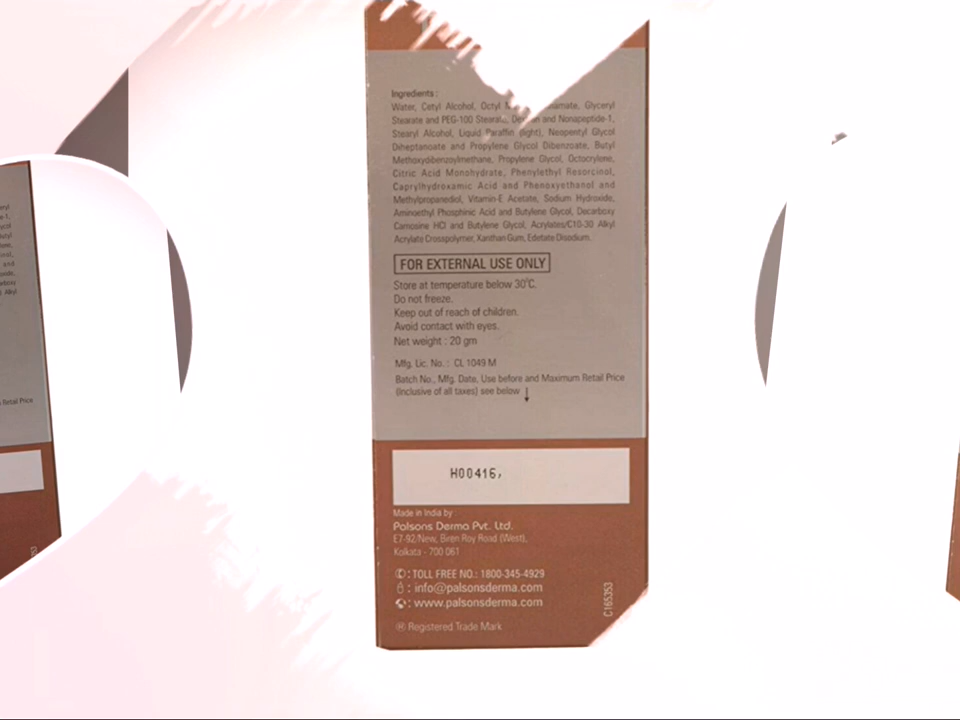 Ingredients :
Water, Cetyl Alcohol, Octyl Glyceryl
Stearate and PEG-100 Stearate, and Nonapeptide-1,
Stearyl Alcohol, Liquid Paraffin (light), Neopentyl Glycol
Diheptanoate and Propylene Glycol Dibenzoate, Butyl
Methoxydibenzoylmethane, Propylene Glycol, Octocrylene,
Citric Acid Monohydrate, Phenylethyl Resorcinol,
Caprylhydroxamic Acid and Phenoxyethanol and
Methylpropanediol, Vitamin-E Acetate, Sodium Hydroxide,
Aminoethyl Phosphinic Acid and Butylene Glycol, Decarboxy
Carnosine HCl and Butylene Glycol, Acrylates/C10-30 Alkyl
Acrylate Crosspolymer, Xanthan Gum, Edetate Disodium.
FOR EXTERNAL USE ONLY
Store at temperature below 30°C.
Do not freeze.
Keep out of reach of children.
Avoid contact with eyes.
Net weight : 20 gm
Mfg. Lic. No. : CL 1049 M
Batch No., Mfg. Date, Use before and Maximum Retail Price
(Inclusive of all taxes) see below
H00416,
Made in India by
Palsons Derma Pvt. Ltd.
E7-92/New, Biren Roy Road (West),
Kolkata - 700 061
: TOLL FREE NO.: 1800-345-4929
: info@palsonsderma.com
: www.palsonsderma.com
® Registered Trade Mark
C165353
Retail Price